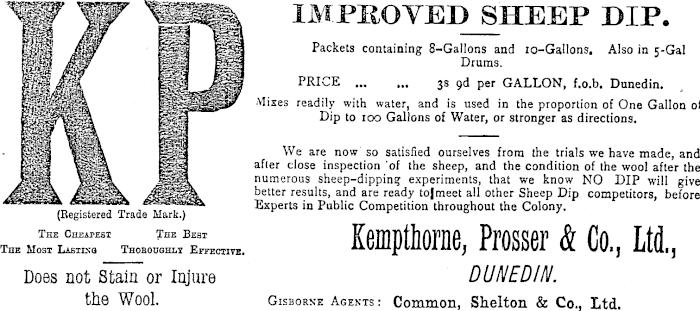 KP
(Registered Trade Mark.)
THE CHEAPEST THE BEST
THE MOST LASTING THOROUGHLY EFFECTIVE.
Does not Stain or Injure
the Wool.
IMPROVED SHEEP DIP.
Packets containing 8-Gallons and 10-Gallons. Also in 5-Gal
Drums.
PRICE ... ... 3s 9d per GALLON, f.o.b. Dunedin.
Mixes readily with water, and is used in the proportion of One Gallon of
Dip to 100 Gallons of Water, or stronger as directions.
We are now so satisfied ourselves from the trials we have made, and
after close inspection of the sheep, and the condition of the wool after the
numerous sheep-dipping experiments, that we know NO DIP will give
better results, and are ready to meet all other Sheep Dip competitors, before
Experts in Public Competition throughout the Colony.
Kempthorne, Prosser & Co., Ltd.,
DUNEDIN.
GISBORNE AGENTS: Common, Shelton & Co., Ltd.